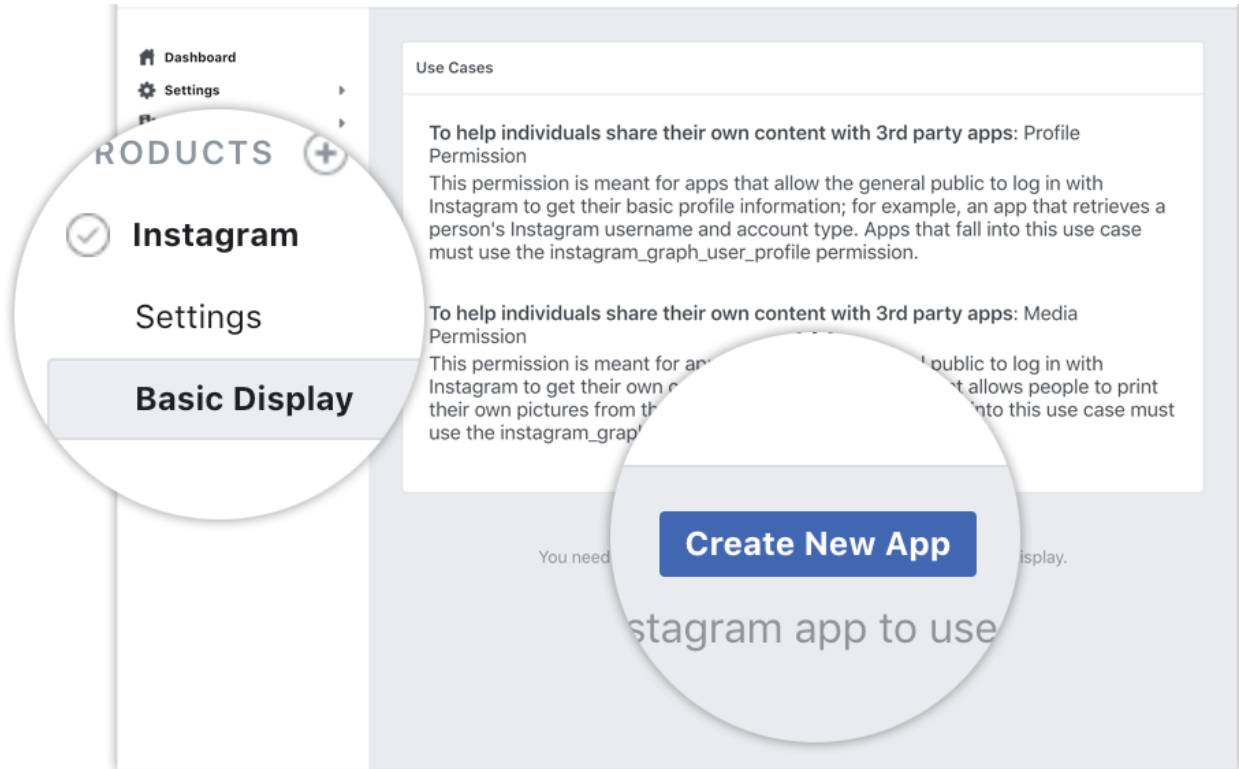 Dashboard
Settings
PRODUCTS
Instagram
Settings
Basic Display
Use Cases
To help individuals share their own content with 3rd party apps: Profile
Permission
This permission is meant for apps that allow the general public to log in with
Instagram to get their basic profile information; for example, an app that retrieves a
person's Instagram username and account type. Apps that fall into this use case
must use the instagram_graph_user_profile permission.
To help individuals share their own content with 3rd party apps: Media
Permission
This permission is meant for public to log in with
Instagram to get their own allows people to print
their own pictures from into this use case must
use the
You need
Create New App
stagram app to use
isplay.